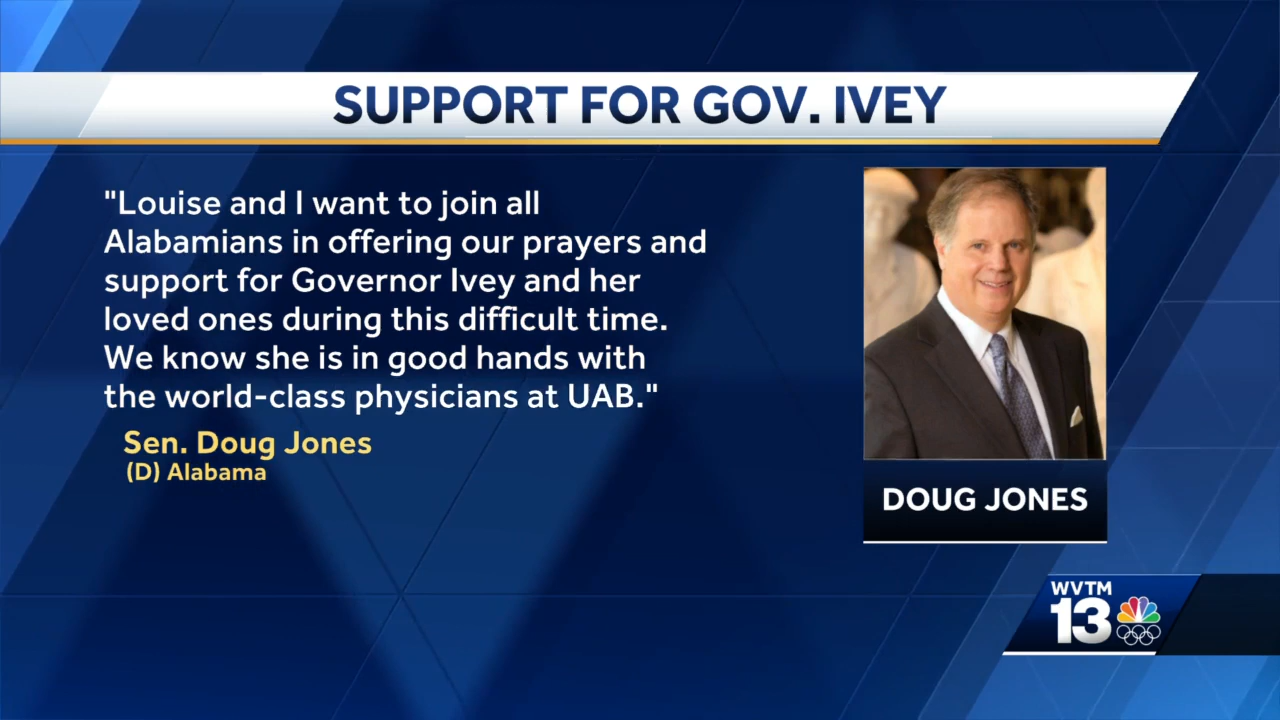 SUPPORT FOR GOV. IVEY
"Louise and I want to join all
Alabamians in offering our prayers and
support for Governor Ivey and her
loved ones during this difficult time.
We know she is in good hands with
the world-class physicians at UAB."
Sen. Doug Jones
(D) Alabama
DOUG JONES
WVTM
13